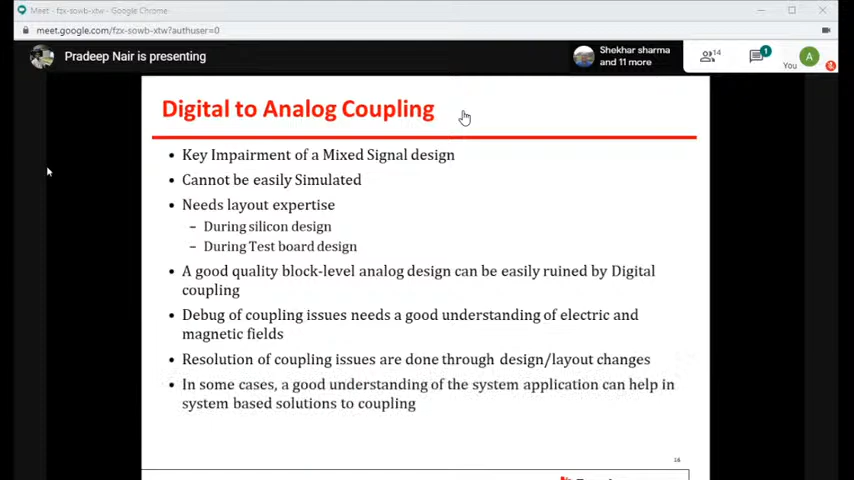 Meet - fzx-sowb-xtw - Google Chrome
meet.google.com/fzx-sowb-xtw?authuser=0
Pradeep Nair is presenting
Shekhar sharma
and 11 more
14
1
You
A
Digital to Analog Coupling
• Key Impairment of a Mixed Signal design
• Cannot be easily Simulated
• Needs layout expertise
– During silicon design
– During Test board design
• A good quality block-level analog design can be easily ruined by Digital
coupling
• Debug of coupling issues needs a good understanding of electric and
magnetic fields
• Resolution of coupling issues are done through design/layout changes
• In some cases, a good understanding of the system application can help in
system based solutions to coupling
16